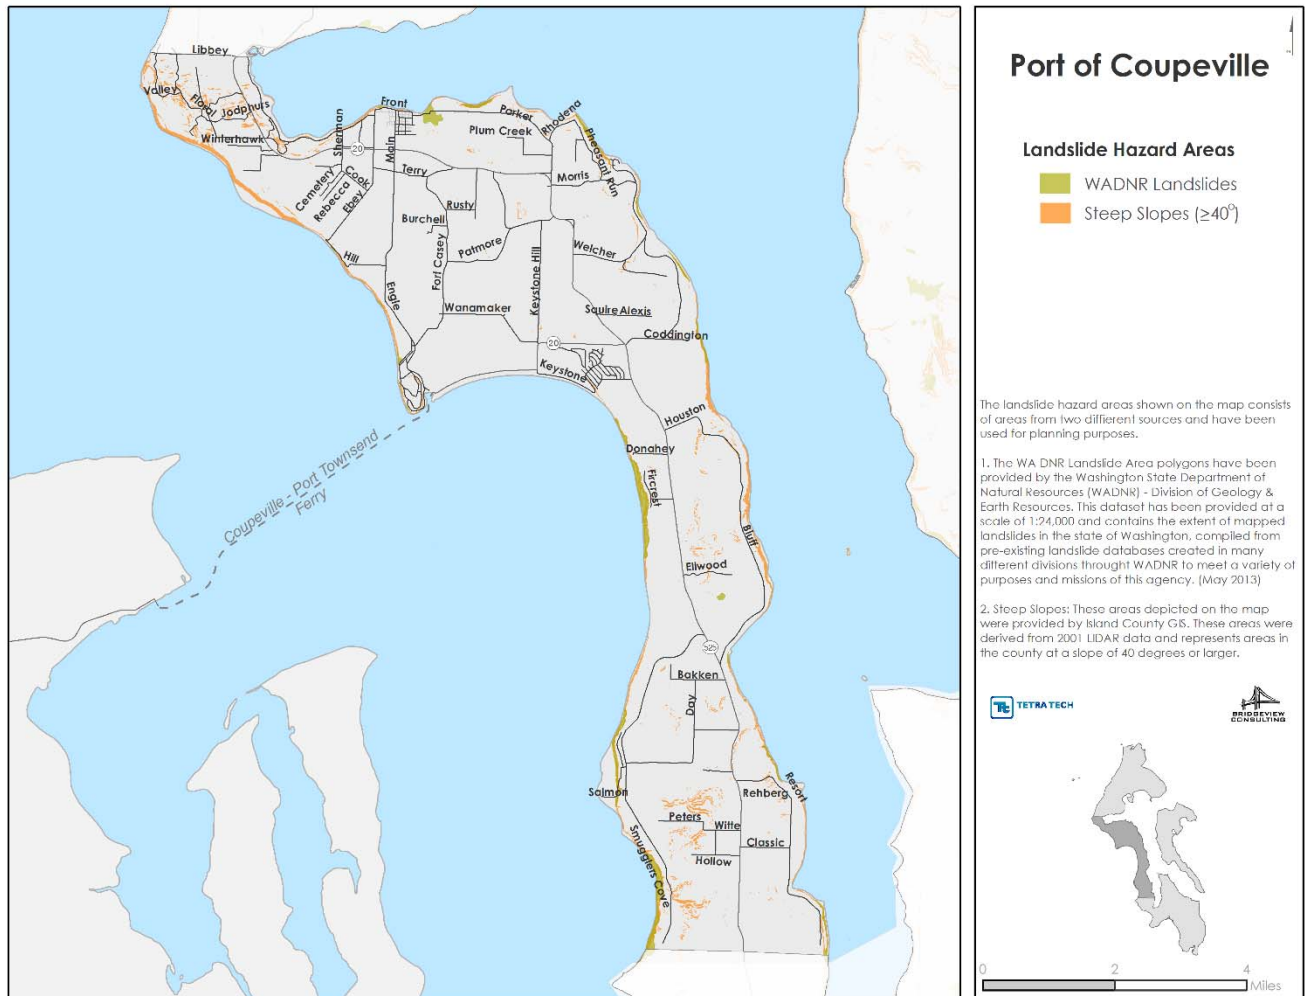 Libbey
Valley
Floral
Jodphurs
Winterhawk
Sherman
20
Front
Main
Parker
Rhodena
Plum Creek
Pheasant Run
Cemetery
Rebecca
Cook
Ebey
Terry
Morris
Burchell
Rusty
Fort Casey
Patmore
Keystone Hill
Welcher
Hill
Engle
Wanamaker
Squire Alexis
Coddington
20
Keystone
Houston
Donahey
Fircrest
Coupeville - Port Townsend
Ferry
Bluff
Ellwood
525
Bakken
Day
Resort
Salmon
Rehberg
Peters
Witte
Smugglers Cove
Classic
Hollow
Port of Coupeville
Landslide Hazard Areas
WADNR Landslides
Steep Slopes (≥40°)
The landslide hazard areas shown on the map consists
of areas from two diffierent sources and have been
used for planning purposes.
1. The WA DNR Landslide Area polygons have been
provided by the Washington State Department of
Natural Resources (WADNR) - Division of Geology &
Earth Resources. This dataset has been provided at a
scale of 1:24,000 and contains the extent of mapped
landslides in the state of Washington, compiled from
pre-existing landslide databases created in many
different divisions throught WADNR to meet a variety of
purposes and missions of this agency. (May 2013)
2. Steep Slopes: These areas depicted on the map
were provided by Island County GIS. These areas were
derived from 2001 LIDAR data and represents areas in
the county at a slope of 40 degrees or larger.
TETRA TECH
BRIDGEVIEW
CONSULTING
0 2 4
Miles